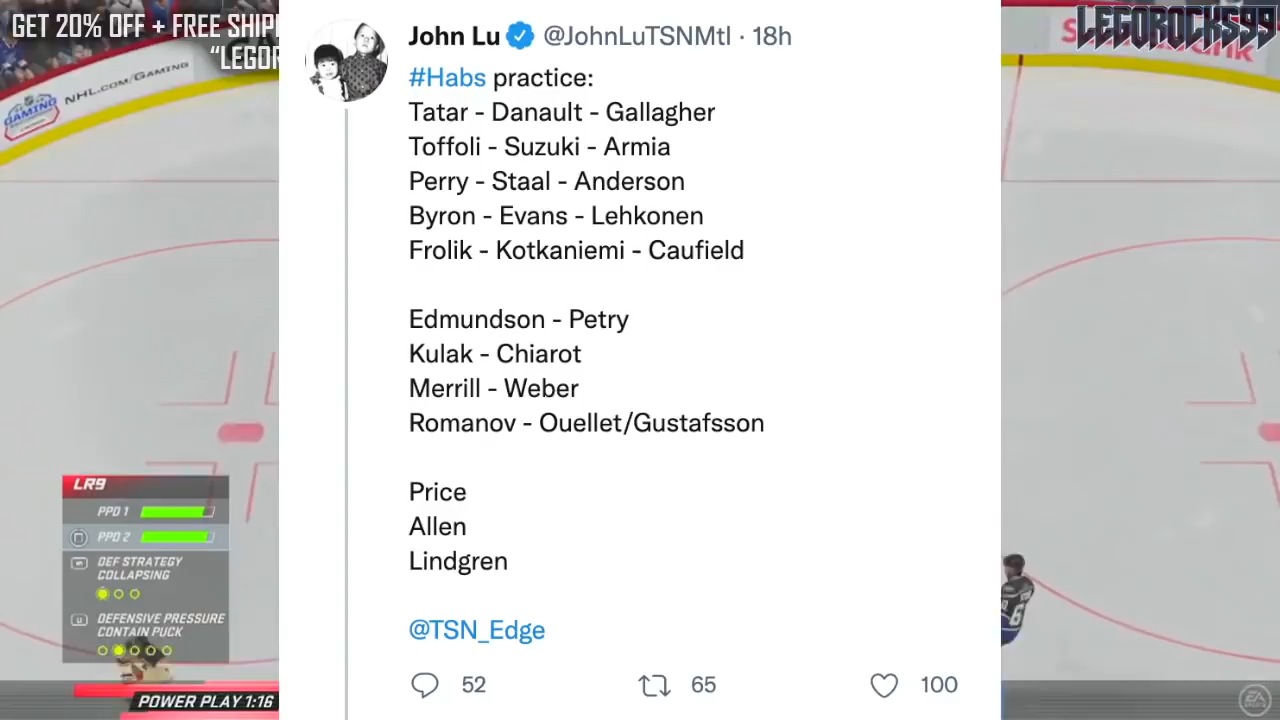 GET 20% OFF + FREE SHIP
"LEGOR
NHL.COM/GAMING
GAMING
LEGOROCKS99
John Lu @JohnLuTSNMtl · 18h
#Habs practice:
Tatar - Danault - Gallagher
Toffoli - Suzuki - Armia
Perry - Staal - Anderson
Byron - Evans - Lehkonen
Frolik - Kotkaniemi - Caufield
Edmundson - Petry
Kulak - Chiarot
Merrill - Weber
Romanov - Ouellet/Gustafsson
Price
Allen
Lindgren
@TSN_Edge
52 65 100
LR9
PPD 1
PPD 2
DEF STRATEGY
COLLAPSING
DEFENSIVE PRESSURE
CONTAIN PUCK
POWER PLAY 1:16
6
EA